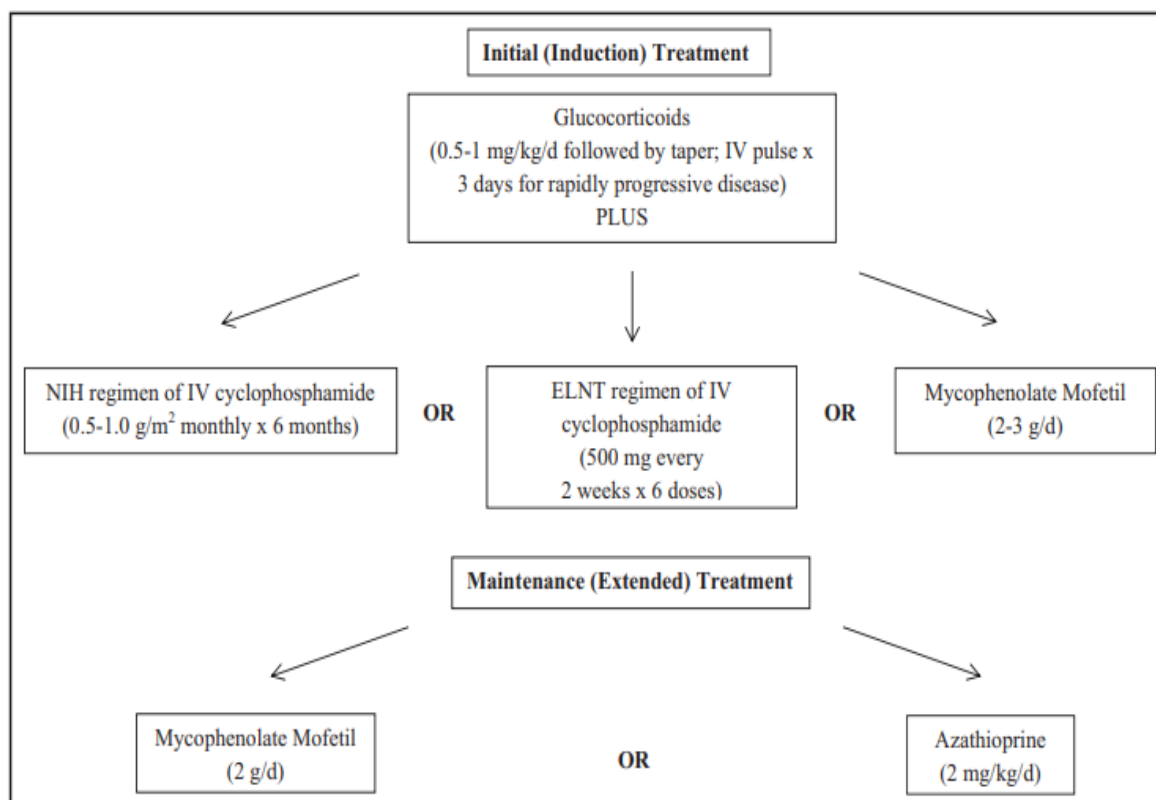 Initial (Induction) Treatment
Glucocorticoids
(0.5-1 mg/kg/d followed by taper; IV pulse x
3 days for rapidly progressive disease)
PLUS
NIH regimen of IV cyclophosphamide
(0.5-1.0 g/m² monthly x 6 months)
OR
ELNT regimen of IV
cyclophosphamide
(500 mg every
2 weeks x 6 doses)
OR
Mycophenolate Mofetil
(2-3 g/d)
Maintenance (Extended) Treatment
Mycophenolate Mofetil
(2 g/d)
OR
Azathioprine
(2 mg/kg/d)